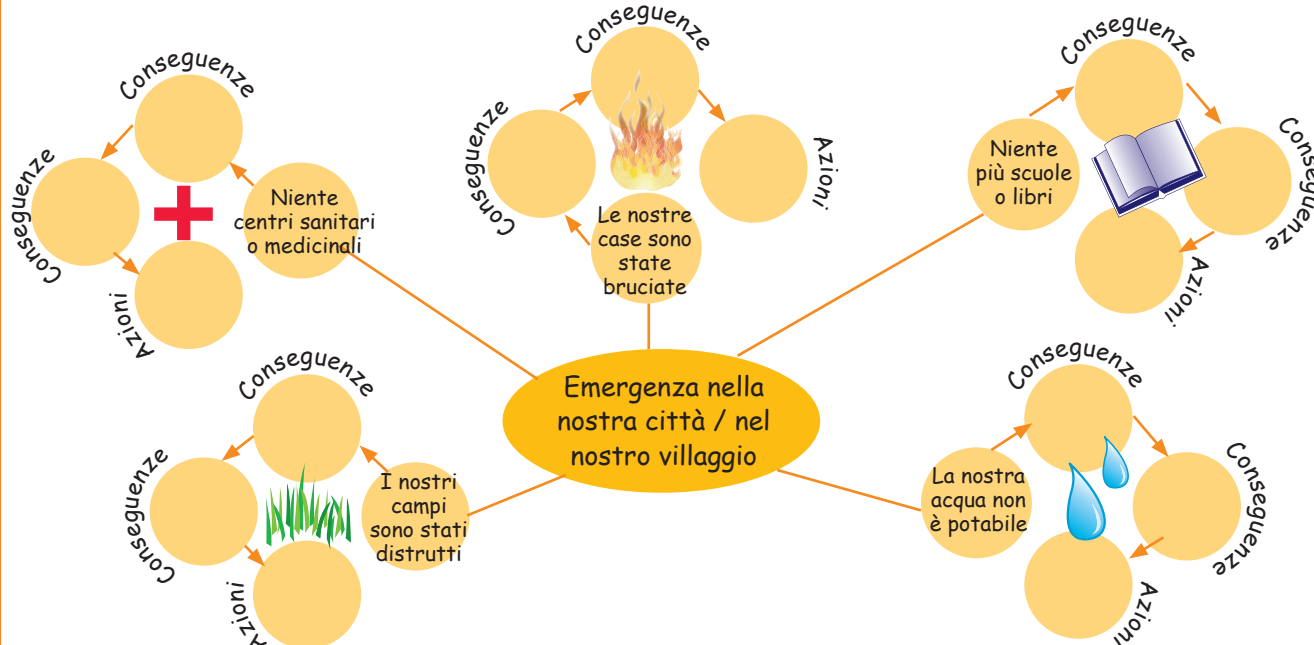 Conseguenze
Conseguenze
Azioni
Niente
centri sanitari
o medicinali
Conseguenze
Conseguenze
Azioni
Le nostre
case sono
state
bruciate
Conseguenze
Conseguenze
Azioni
Niente
più scuole
o libri
Emergenza nella
nostra città / nel
nostro villaggio
Conseguenze
Conseguenze
Azioni
I nostri
campi
sono stati
distrutti
Conseguenze
Conseguenze
Azioni
La nostra
acqua non
è potabile